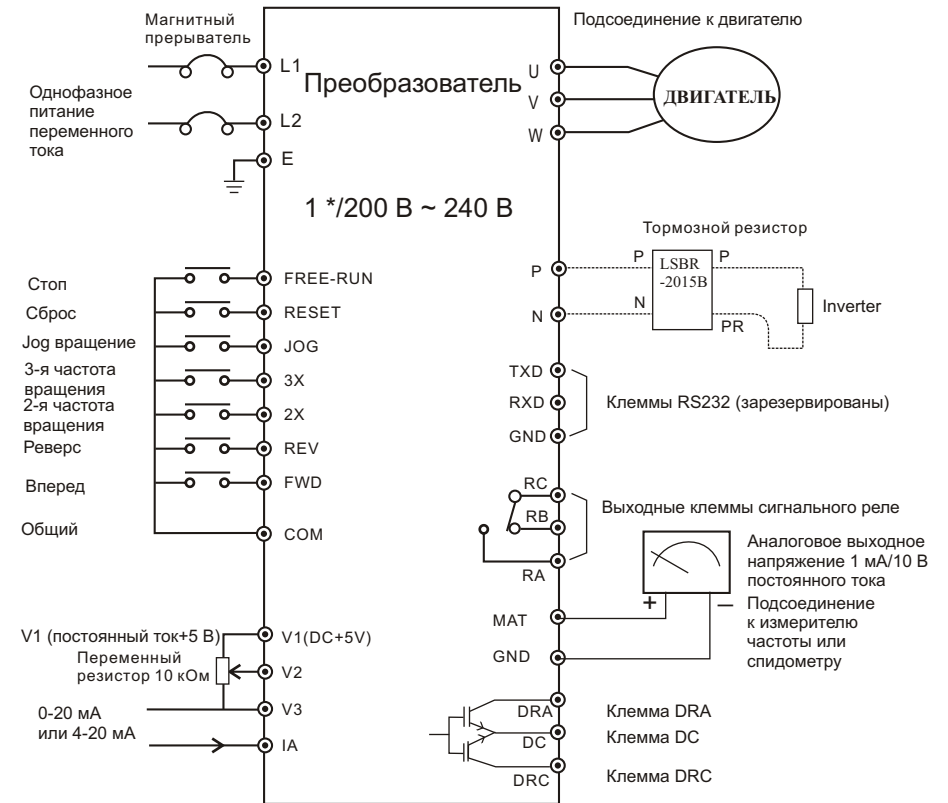 Магнитный
прерыватель
Подсоединение к двигателю
L1
Преобразователь
U
V
W
ДВИГАТЕЛЬ
Однофазное
питание
переменного
тока
L2
E
1 */200 В ~ 240 В
Тормозной резистор
Стоп
FREE-RUN
Сброс
RESET
Jog вращение
JOG
3-я частота
вращения
3X
2-я частота
вращения
2X
Реверс
REV
Вперед
FWD
Общий
COM
P
P
LSBR
-2015B
P
N
N
PR
Inverter
TXD
RXD
GND
Клеммы RS232 (зарезервированы)
RC
RB
RA
Выходные клеммы сигнального реле
Аналоговое выходное
напряжение 1 мА/10 В
постоянного тока
+
—
Подсоединение
к измерителю
частоты или
спидометру
MAT
GND
V1 (постоянный ток+5 В)
V1(DC+5V)
Переменный
резистор 10 кОм
V2
V3
0-20 мА
или 4-20 мА
IA
DRA
Клемма DRA
DC
Клемма DC
DRC
Клемма DRC